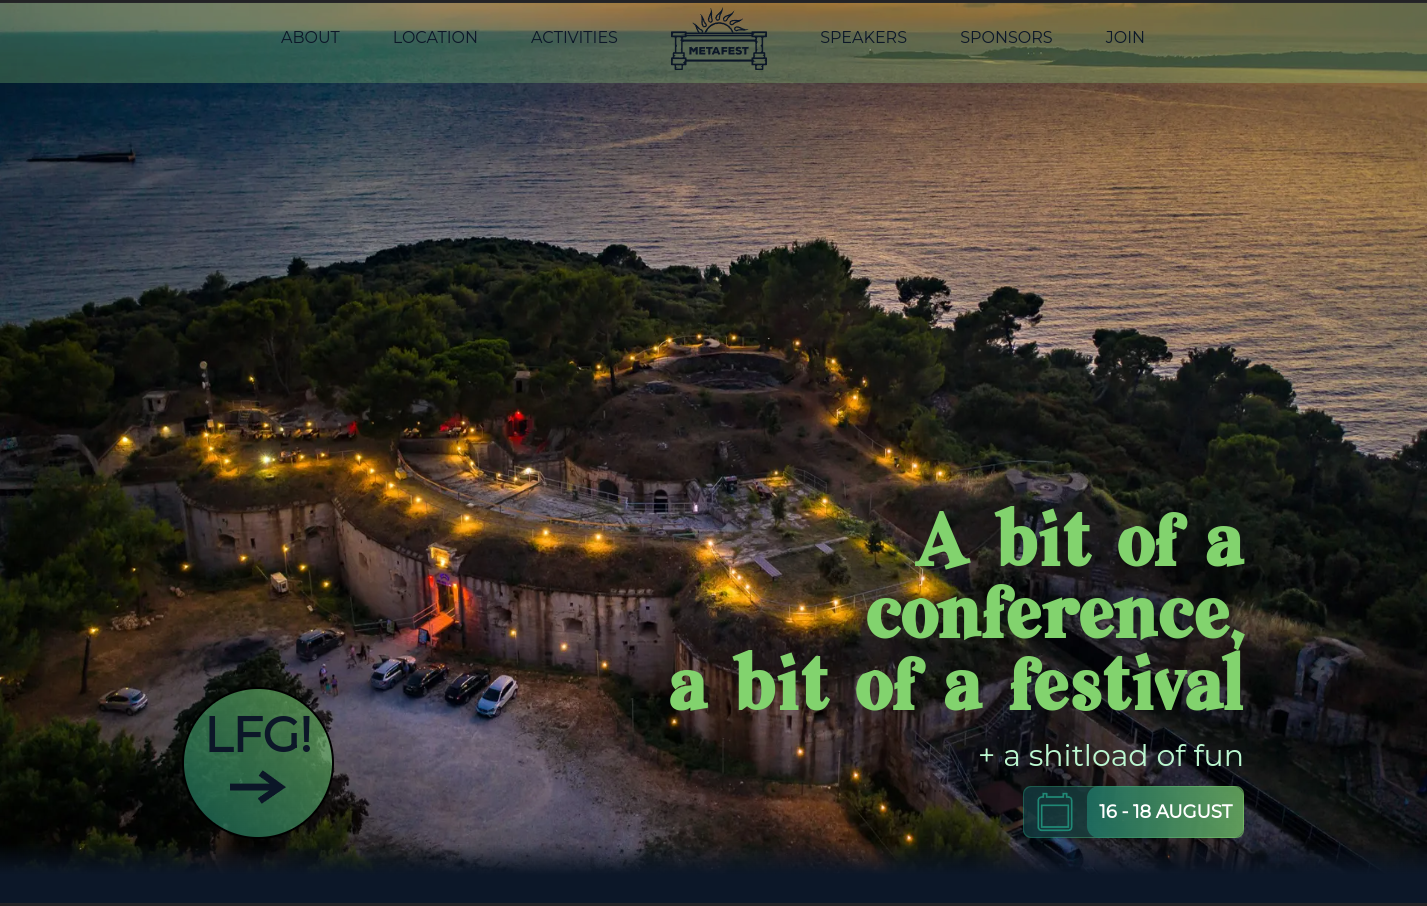 ABOUT LOCATION ACTIVITIES METAFEST SPEAKERS SPONSORS JOIN
A bit of a
conference,
a bit of a festival
+ a shitload of fun
LFG!
16 - 18 AUGUST